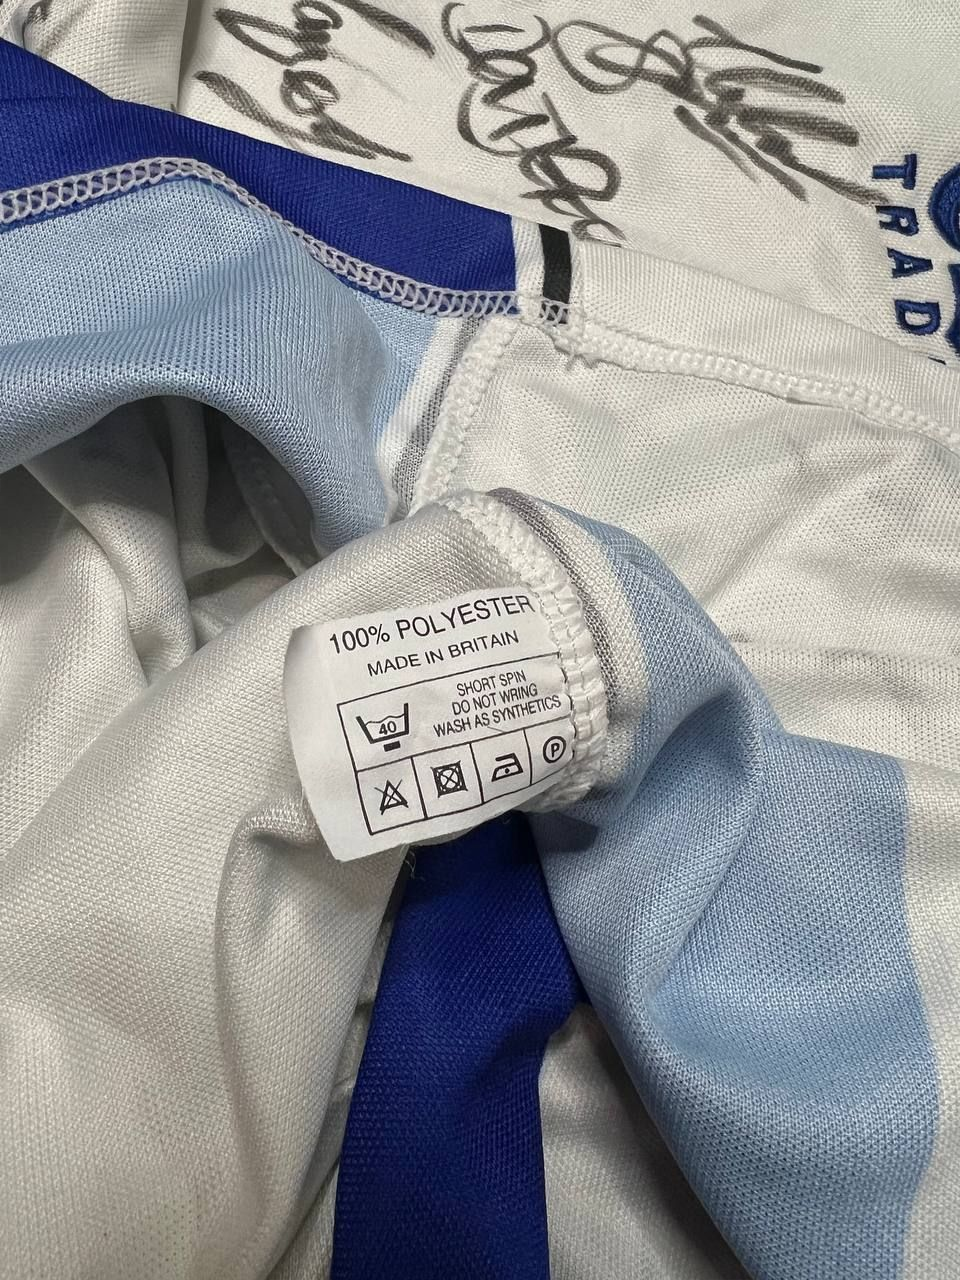 TRAD
100% POLYESTER
MADE IN BRITAIN
40
SHORT SPIN
DO NOT WRING
WASH AS SYNTHETICS
P